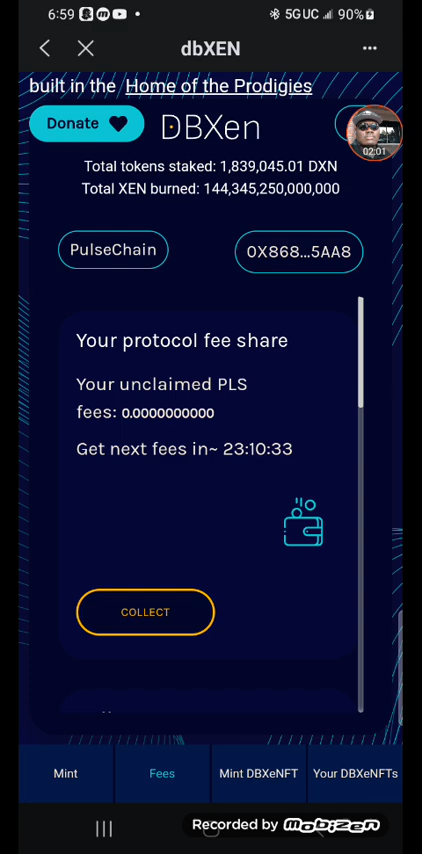 6:59
5G UC 90%
dbXEN
built in the Home of the Prodigies
Donate
DBXen
02:01
Total tokens staked: 1,839,045.01 DXN
Total XEN burned: 144,345,250,000,000
PulseChain
0X868...5AA8
Your protocol fee share
Your unclaimed PLS
fees: 0.0000000000
Get next fees in~ 23:10:33
COLLECT
Mint
Fees
Mint DBXeNFT
Your DBXeNFTs
Recorded by mobizen